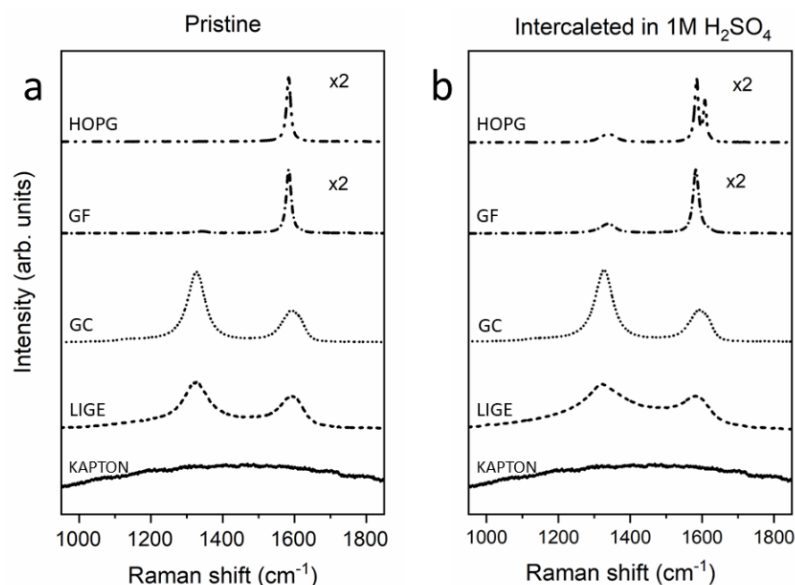 Pristine
a
x2
HOPG
x2
GF
GC
LIGE
KAPTON
Intensity (arb. units)
1000 1200 1400 1600 1800
Raman shift (cm⁻¹)
Intercaleted in 1M H₂SO₄
b
x2
HOPG
x2
GF
GC
LIGE
KAPTON
1000 1200 1400 1600 1800
Raman shift (cm⁻¹)